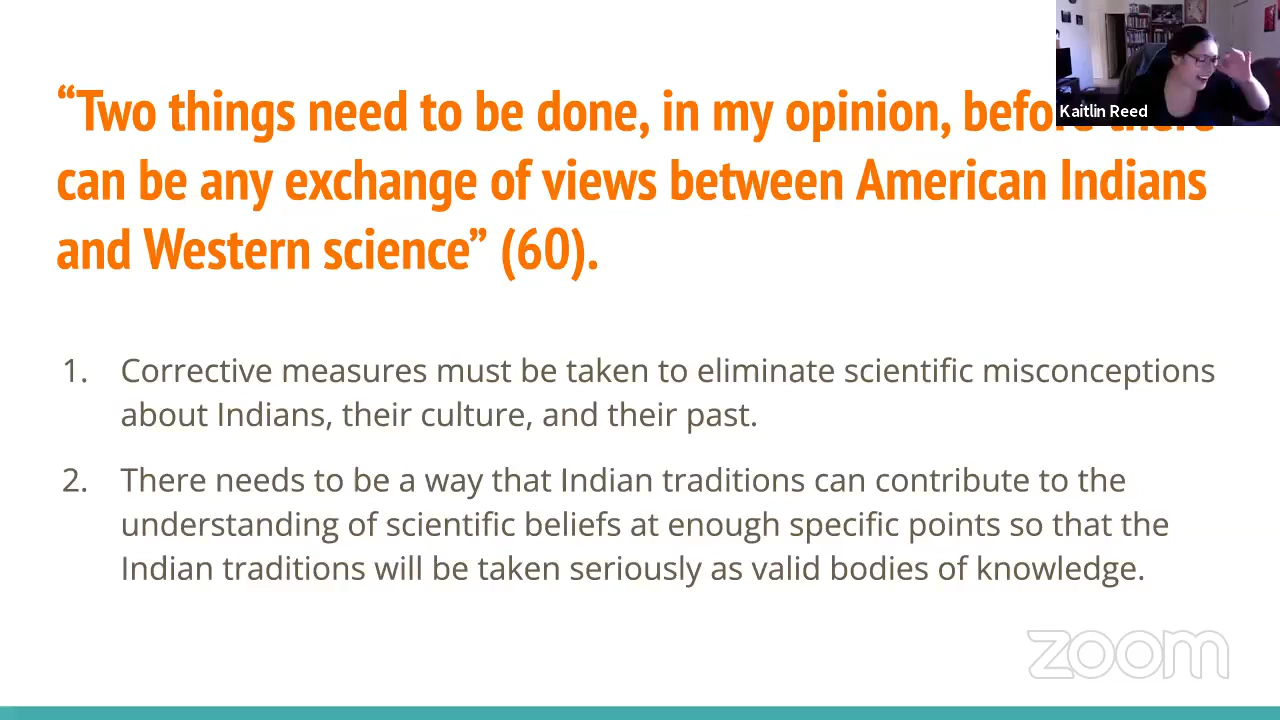 “Two things need to be done, in my opinion, before there
can be any exchange of views between American Indians
and Western science” (60).
Kaitlin Reed
1. Corrective measures must be taken to eliminate scientific misconceptions
about Indians, their culture, and their past.
2. There needs to be a way that Indian traditions can contribute to the
understanding of scientific beliefs at enough specific points so that the
Indian traditions will be taken seriously as valid bodies of knowledge.
zoom